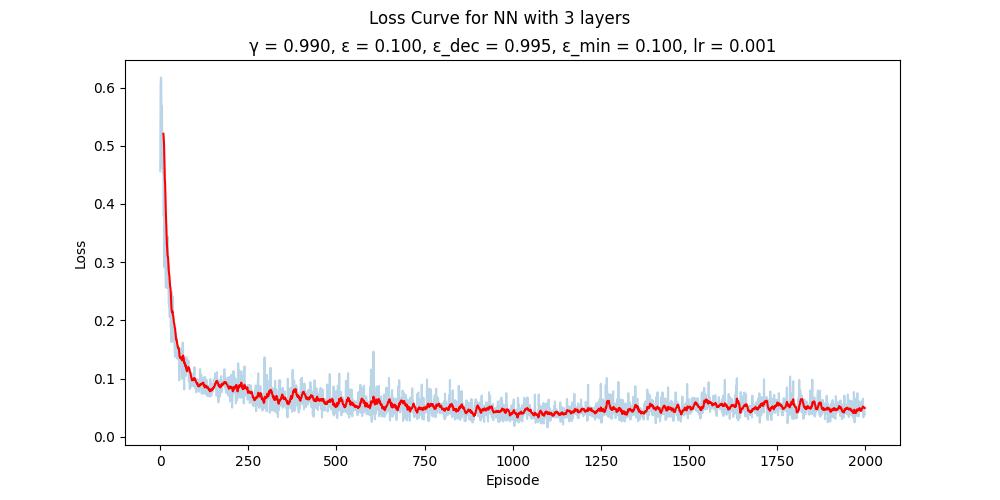 Loss Curve for NN with 3 layers
γ = 0.990, ε = 0.100, ε_dec = 0.995, ε_min = 0.100, lr = 0.001
0.6
0.5
0.4
0.3
0.2
0.1
0.0
Loss
0 250 500 750 1000 1250 1500 1750 2000
Episode